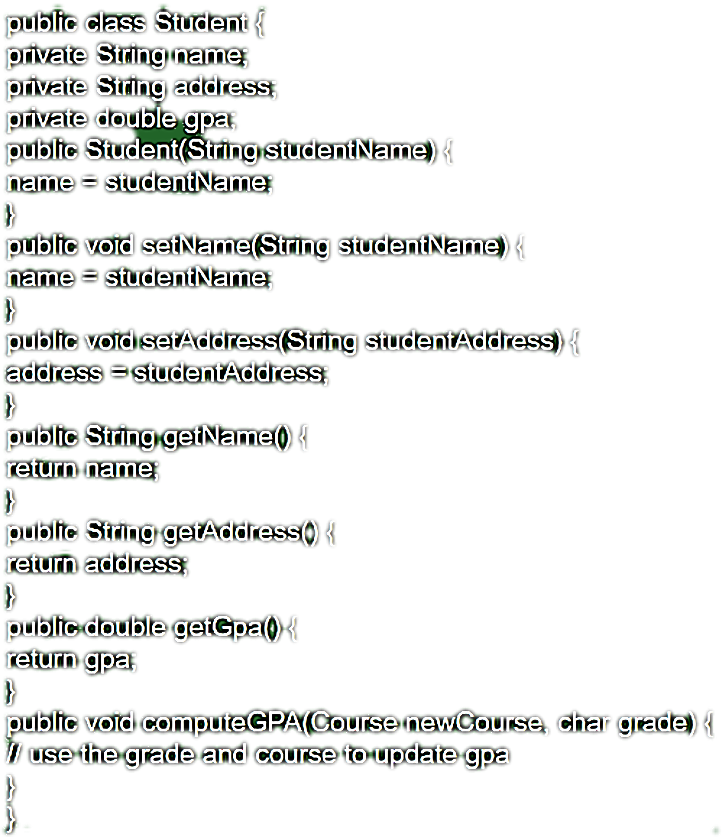 public class Student {
private String name;
private String address;
private double gpa;
public Student(String studentName) {
name = studentName;
}
public void setName(String studentName) {
name = studentName;
}
public void setAddress(String studentAddress) {
address = studentAddress;
}
public String getName() {
return name;
}
public String getAddress() {
return address;
}
public double getGpa() {
return gpa;
}
public void computeGPA(Course newCourse, char grade) {
// use the grade and course to update gpa
}
}